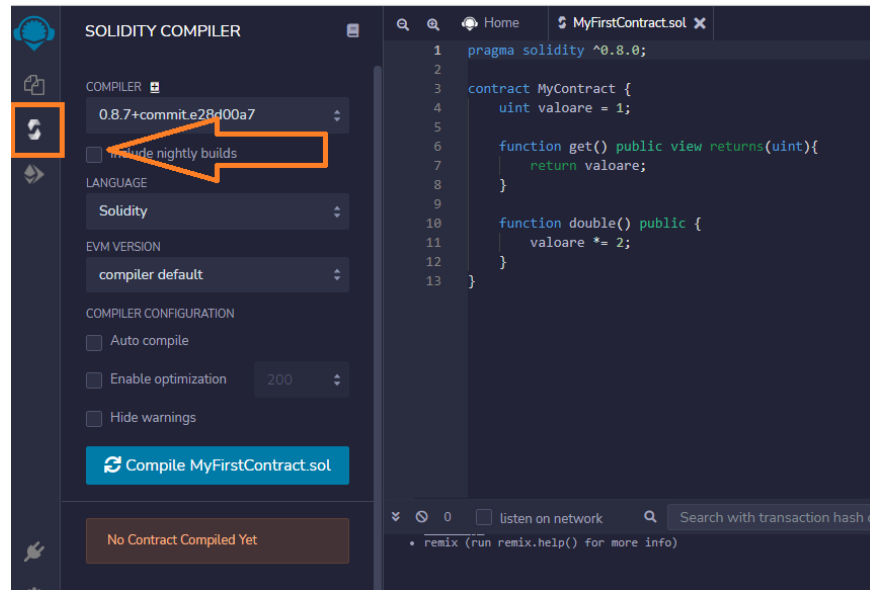 SOLIDITY COMPILER
COMPILER
0.8.7+commit.e28d00a7
Include nightly builds
LANGUAGE
Solidity
EVM VERSION
compiler default
COMPILER CONFIGURATION
Auto compile
Enable optimization 200
Hide warnings
Compile MyFirstContract.sol
No Contract Compiled Yet
Home MyFirstContract.sol
1 pragma solidity ^0.8.0;
2
3 contract MyContract {
4 uint valoare = 1;
5
6 function get() public view returns(uint){
7 return valoare;
8 }
9
10 function double() public {
11 valoare *= 2;
12 }
13 }
0 listen on network Search with transaction hash
remix (run remix.help() for more info)